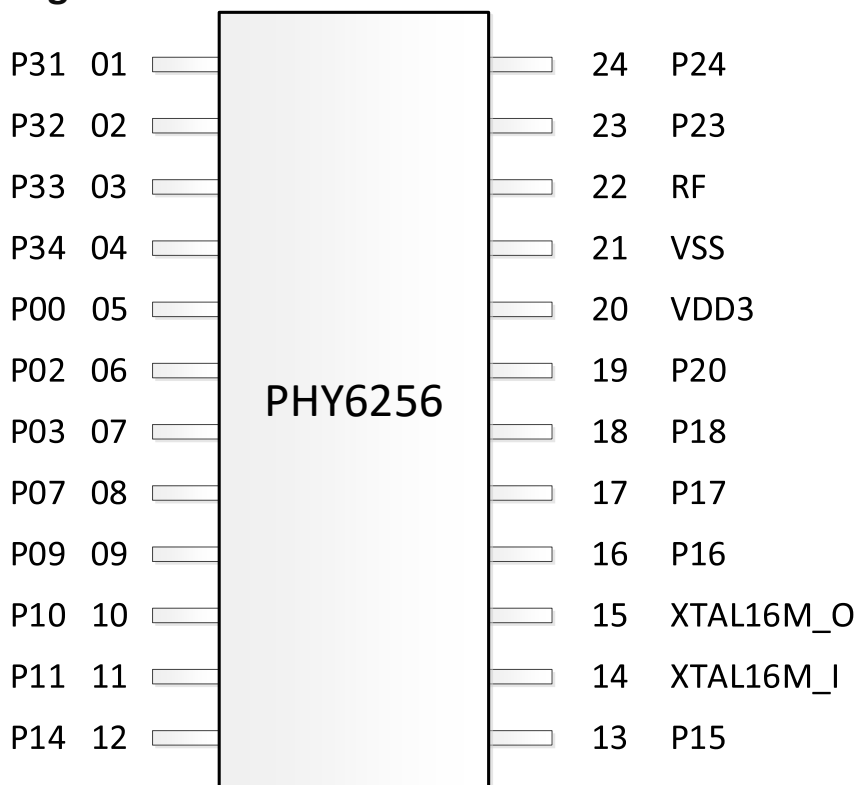 P31 01 24 P24
P32 02 23 P23
P33 03 22 RF
P34 04 21 VSS
P00 05 20 VDD3
P02 06 19 P20
PHY6256
P03 07 18 P18
P07 08 17 P17
P09 09 16 P16
P10 10 15 XTAL16M_O
P11 11 14 XTAL16M_I
P14 12 13 P15